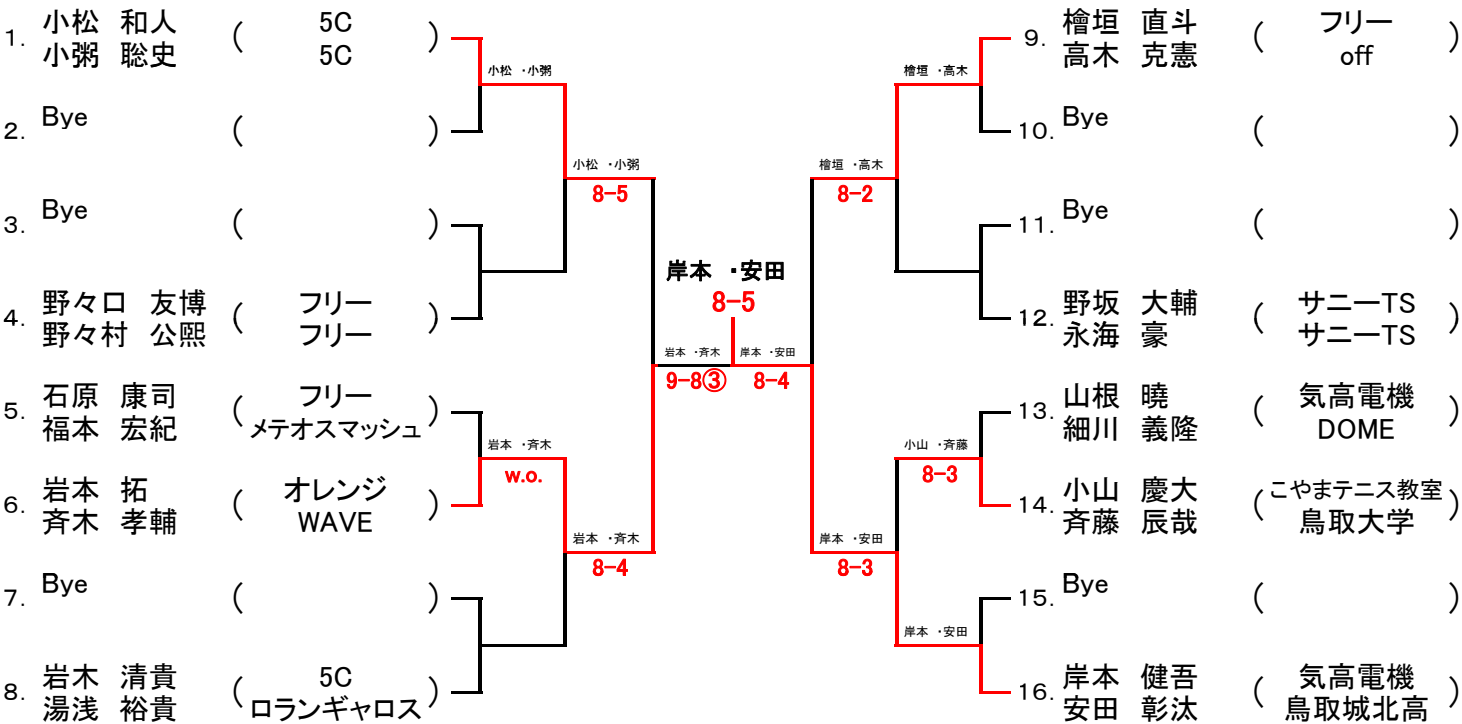 1. 小松 和人 ( 5C )
小粥 聡史 5C
小松 ・小粥
2. Bye ( )
小松 ・小粥
8-5
3. Bye ( )
4. 野々口 友博 ( フリー )
野々村 公熙 フリー
5. 石原 康司 ( フリー )
福本 宏紀 メテオスマッシュ
岩本 ・斉木
w.o.
6. 岩本 拓 ( オレンジ )
斉木 孝輔 WAVE
岩本 ・斉木
8-4
7. Bye ( )
8. 岩木 清貴 ( 5C )
湯浅 裕貴 ロランギャロス
岸本 ・安田
8-5
岩本 ・斉木 岸本 ・安田
9-8③ 8-4
9. 檜垣 直斗 ( フリー )
高木 克憲 off
檜垣 ・高木
10. Bye ( )
檜垣 ・高木
8-2
11. Bye ( )
12. 野坂 大輔 ( サニーTS )
永海 豪 サニーTS
13. 山根 曉 ( 気高電機 )
細川 義隆 DOME
小山 ・斉藤
8-3
14. 小山 慶大 ( こやまテニス教室 )
斉藤 辰哉 鳥取大学
岸本 ・安田
8-3
15. Bye ( )
岸本 ・安田
16. 岸本 健吾 ( 気高電機 )
安田 彰汰 鳥取城北高